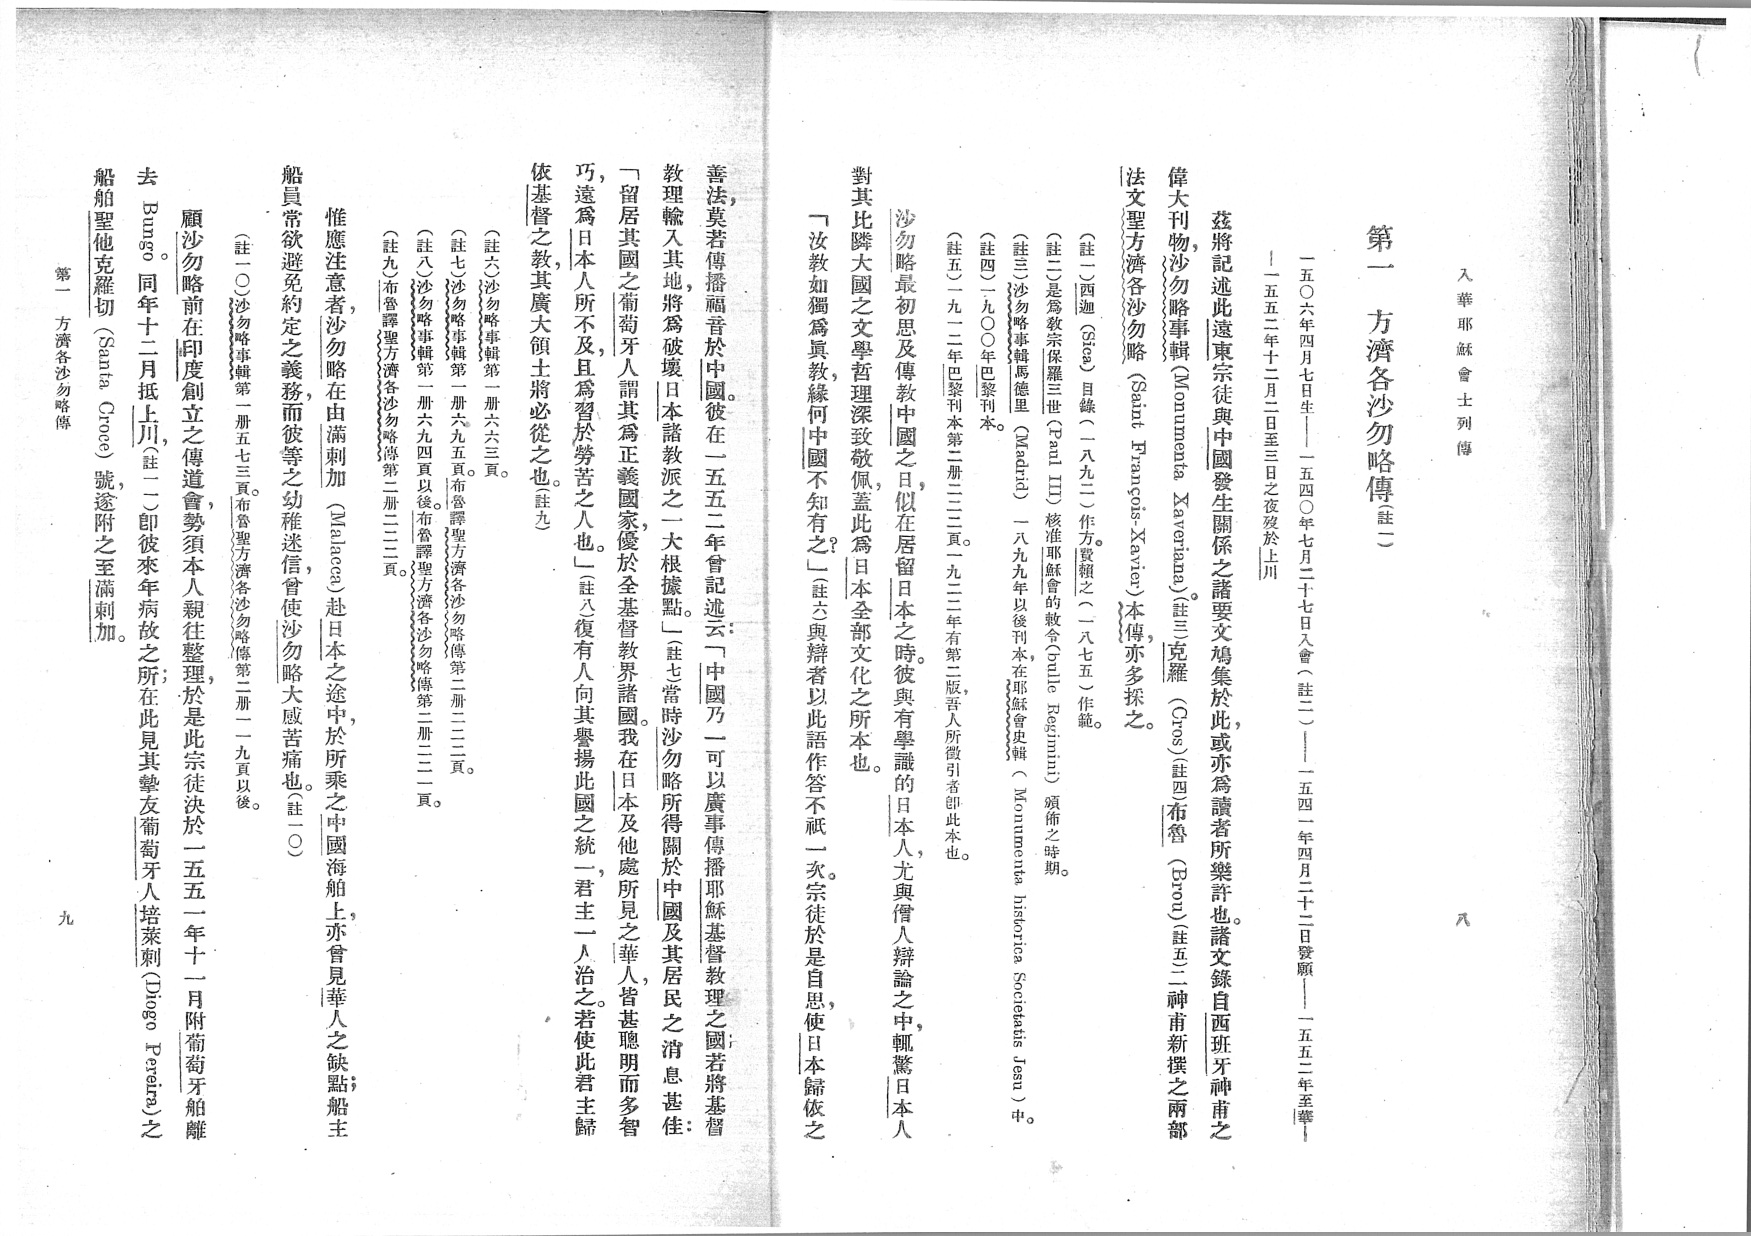 入華耶穌會士列傳
八
第一　方濟各沙勿略傳(註一)
一五〇六年四月七日生——一五四〇年七月二十七日入會(註二)——一五四一年四月二十二日發願——一五五二年至華—
—一五五二年十二月二日至三日之夜歿於上川
茲將記述此遠東宗徒與中國發生關係之諸要文鳩集於此，或亦爲讀者所樂許也。諸文錄自西班牙神甫之
偉大刊物，沙勿略事輯(Monumenta Xaveriana)。(註三)克羅 (Cros)(註四)布魯 (Brou)(註五)二神甫新撰之兩部
法文聖方濟各沙勿略 (Saint François-Xavier)本傳，亦多採之。
(註一)西迦 (Sica) 目錄(一八九二)作方。費賴之(一八七五)作範。
(註二)是爲教宗保羅三世(Paul III) 核准耶穌會的敕令(bulle Regimini) 頒佈之時期。
(註三)沙勿略事輯馬德里 (Madrid) 一八九九年以後刊本，在耶穌會史輯 (Monumenta historica Societatis Jesu)中。
(註四)一九〇〇年巴黎刊本。
(註五)一九一二年巴黎刊本第二册二二二頁。一九二二年有第二版，吾人所徵引者卽此本也。
沙勿略最初思及傳教中國之日，似在居留日本之時。彼與有學識的日本人，尤與僧人辯論之中，輒驚日本人
對其比隣大國之文學哲理深致敬佩，蓋此爲日本全部文化之所本也。
「汝教如獨爲眞教，緣何中國不知有之？」(註六)與辯者以此語作答不祇一次。宗徒於是自思，使日本歸依之
善法，莫若傳播福音於中國。彼在一五五二年曾記述云：「中國乃一可以廣事傳播耶穌基督教理之國；若將基督
教理輸入其地，將爲破壞日本諸教派之一大根據點。」(註七)當時沙勿略所得關於中國及其居民之消息甚佳：
「留居其國之葡萄牙人謂其爲正義國家，優於全基督教界諸國。我在日本及他處所見之華人，皆甚聰明而多智
巧，遠爲日本人所不及，且爲習於勞苦之人也。」(註八)復有人向其譽揚此國之統一，君主一人治之。若使此君主歸
依基督之教，其廣大領土將必從之也。(註九)
(註六)沙勿略事輯第一册六六三頁。
(註七)沙勿略事輯第一册六九五頁。布魯譯聖方濟各沙勿略傳第二册二二二頁。
(註八)沙勿略事輯第一册六九四頁以後。布魯譯聖方濟各沙勿略傳第二册二二一頁。
(註九)布魯譯聖方濟各沙勿略傳第二册二二二頁。
惟應注意者，沙勿略在由滿剌加 (Malacca)赴日本之途中，於所乘之中國海舶上，亦曾見華人之缺點；船主
船員常欲避免約定之義務，而彼等之幼稚迷信，曾使沙勿略大感苦痛也。(註一〇)
(註一〇)沙勿略事輯第一册五七三頁。布魯聖方濟各沙勿略傳第二册一一九頁以後。
顧沙勿略前在印度創立之傳道會，勢須本人親往整理，於是此宗徒決於一五五一年十一月附葡萄牙舶離
去 Bungo。同年十二月抵上川，(註一一)卽彼來年病故之所；在此見其摯友葡萄牙人培萊剌(Diogo Pereira)之
船舶聖他克羅切 (Santa Croce) 號，遂附之至滿剌加。
第一　方濟各沙勿略傳
九